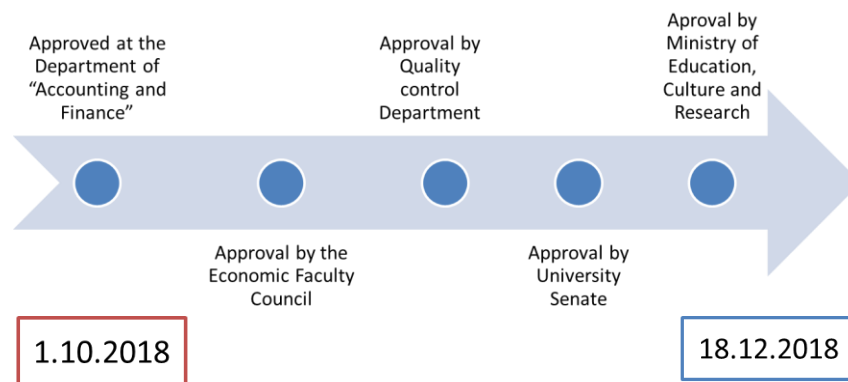 Approved at the
Department of
“Accounting and
Finance”
Approval by the
Economic Faculty
Council
Approval by
Quality
control
Department
Approval by
University
Senate
Aproval by
Ministry of
Education,
Culture and
Research
1.10.2018
18.12.2018